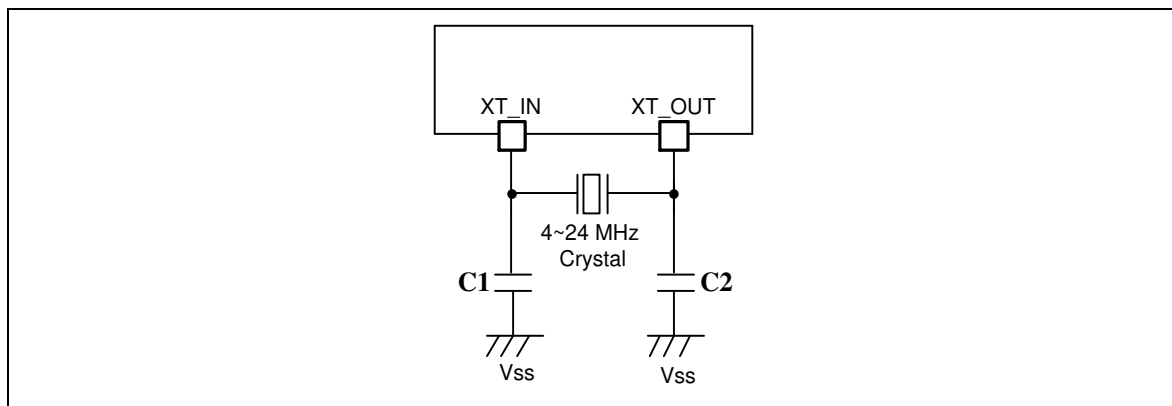 XT_IN XT_OUT
4~24 MHz
Crystal
C1 C2
Vss Vss